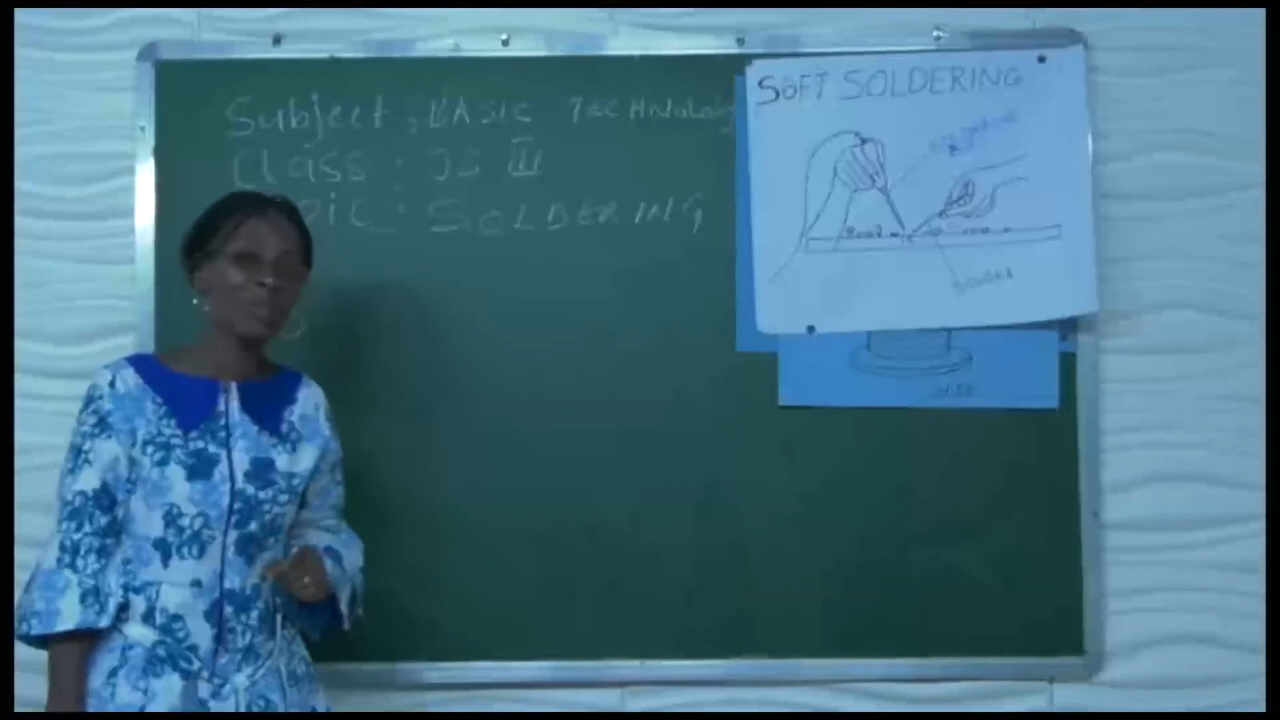 Subject : BASIC TECHNOLOGY
Class : JS III
Topic : SOLDERING
SOFT SOLDERING